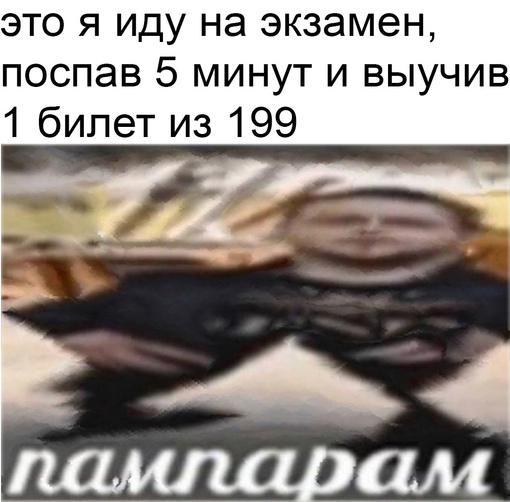 это я иду на экзамен,
поспав 5 минут и выучив
1 билет из 199
пампарам